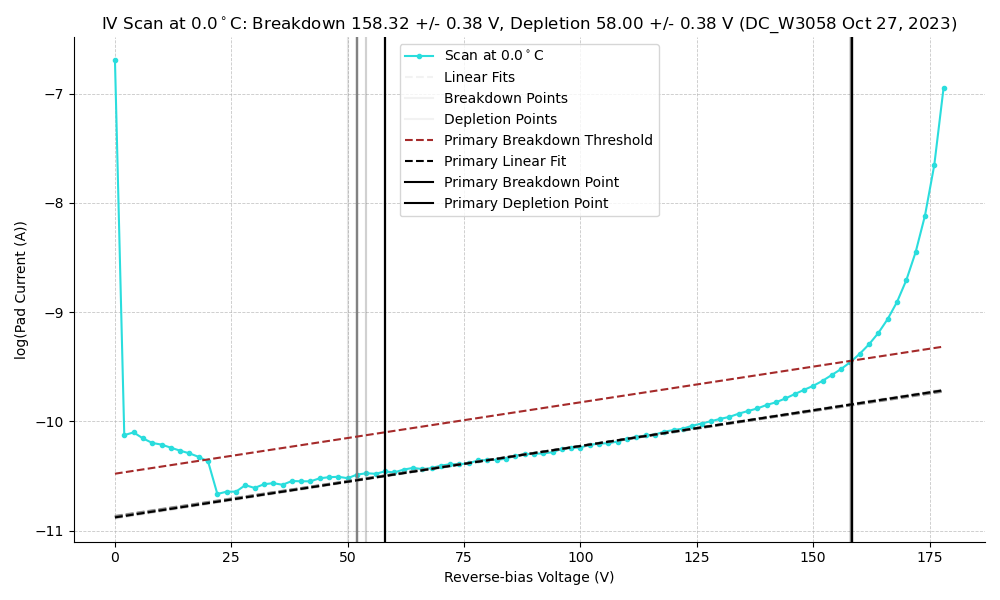 IV Scan at 0.0°C: Breakdown 158.32 +/- 0.38 V, Depletion 58.00 +/- 0.38 V (DC_W3058 Oct 27, 2023)
Scan at 0.0°C
Linear Fits
Breakdown Points
Depletion Points
Primary Breakdown Threshold
Primary Linear Fit
Primary Breakdown Point
Primary Depletion Point
log(Pad Current (A))
−7
−8
−9
−10
−11
0 25 50 75 100 125 150 175
Reverse-bias Voltage (V)